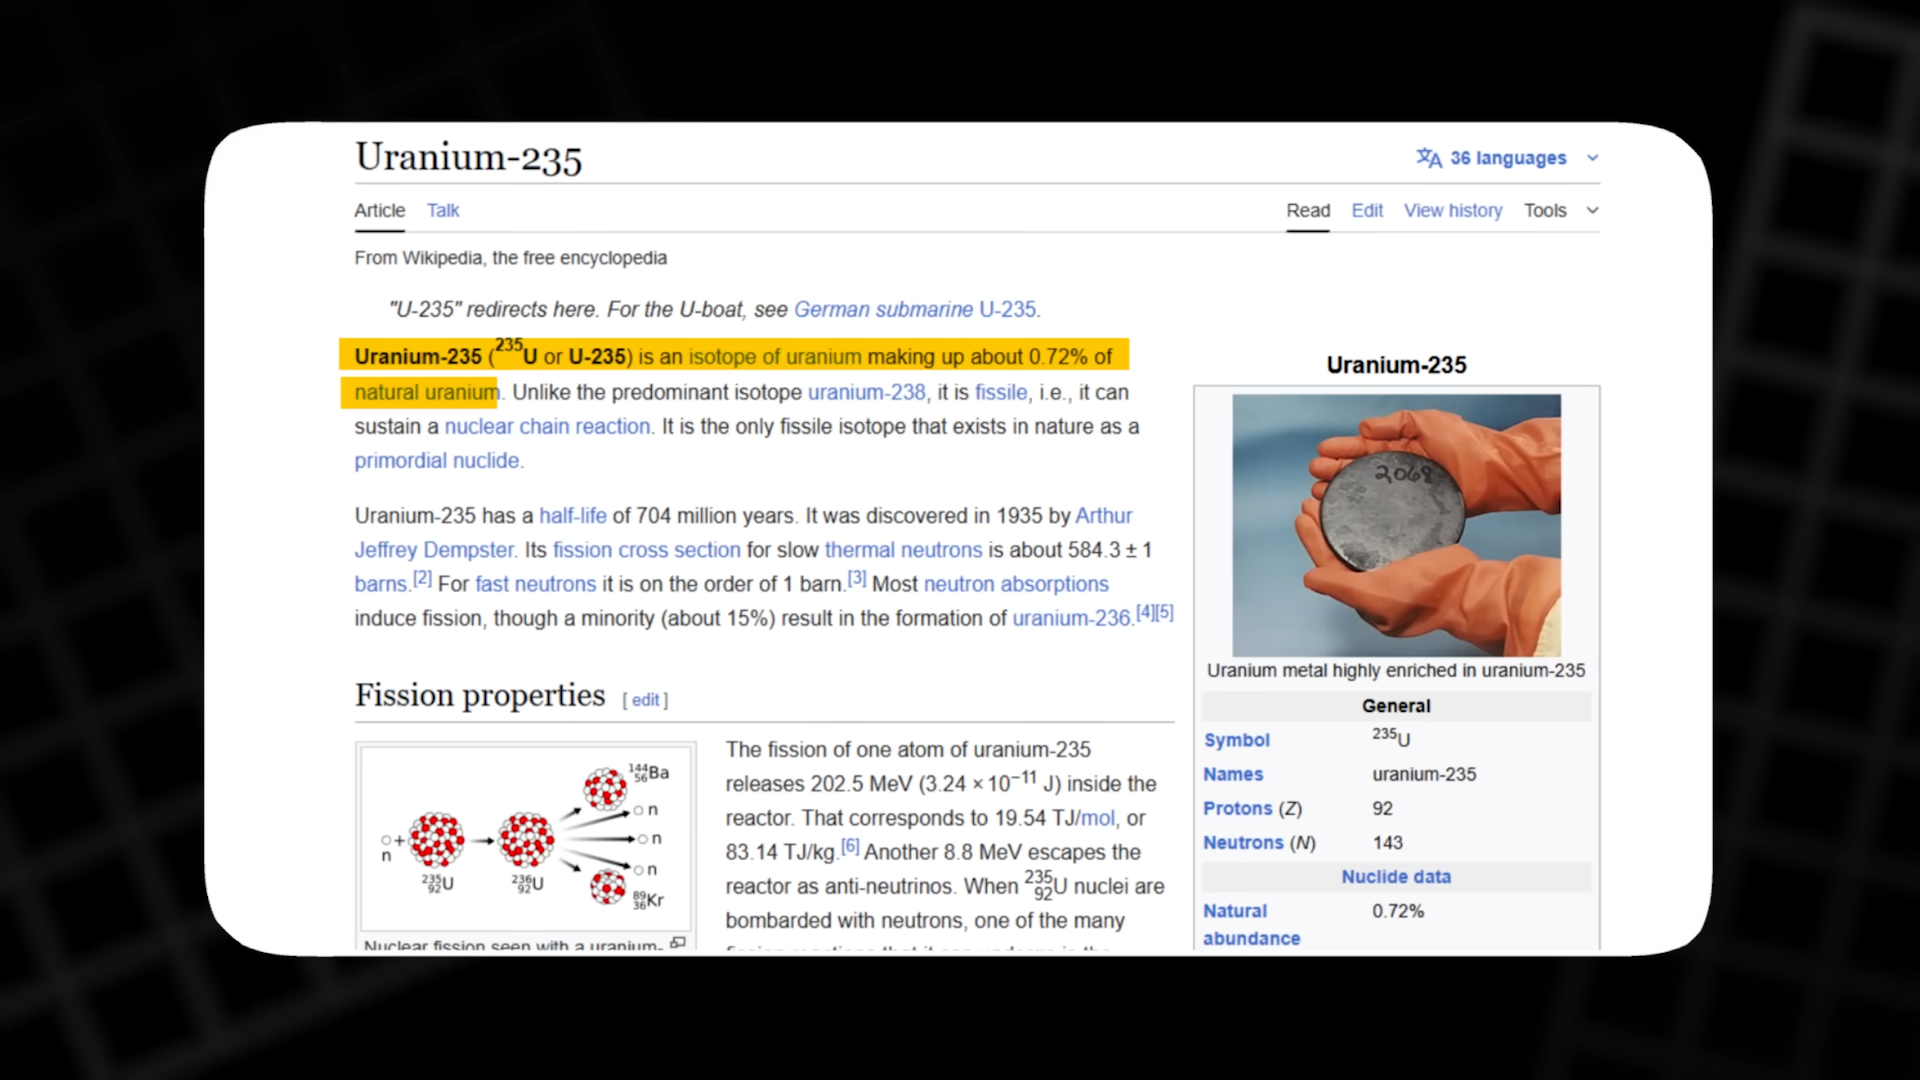 Uranium-235
36 languages
Article Talk
Read Edit View history Tools
From Wikipedia, the free encyclopedia
"U-235" redirects here. For the U-boat, see German submarine U-235.
Uranium-235 (²³⁵U or U-235) is an isotope of uranium making up about 0.72% of
natural uranium. Unlike the predominant isotope uranium-238, it is fissile, i.e., it can
sustain a nuclear chain reaction. It is the only fissile isotope that exists in nature as a
primordial nuclide.
Uranium-235 has a half-life of 704 million years. It was discovered in 1935 by Arthur
Jeffrey Dempster. Its fission cross section for slow thermal neutrons is about 584.3 ± 1
barns.[2] For fast neutrons it is on the order of 1 barn.[3] Most neutron absorptions
induce fission, though a minority (about 15%) result in the formation of uranium-236.[4][5]
Fission properties [ edit ]
n
²³⁵₉₂U
²³⁶₉₂U
¹⁴⁴₅₆Ba
n
n
n
⁸⁹₃₆Kr
Nuclear fission seen with a uranium-
The fission of one atom of uranium-235
releases 202.5 MeV (3.24 × 10⁻¹¹ J) inside the
reactor. That corresponds to 19.54 TJ/mol, or
83.14 TJ/kg.[6] Another 8.8 MeV escapes the
reactor as anti-neutrinos. When ²³⁵₉₂U nuclei are
bombarded with neutrons, one of the many
Uranium-235
2068
Uranium metal highly enriched in uranium-235
General
Symbol ²³⁵U
Names uranium-235
Protons (Z) 92
Neutrons (N) 143
Nuclide data
Natural 0.72%
abundance